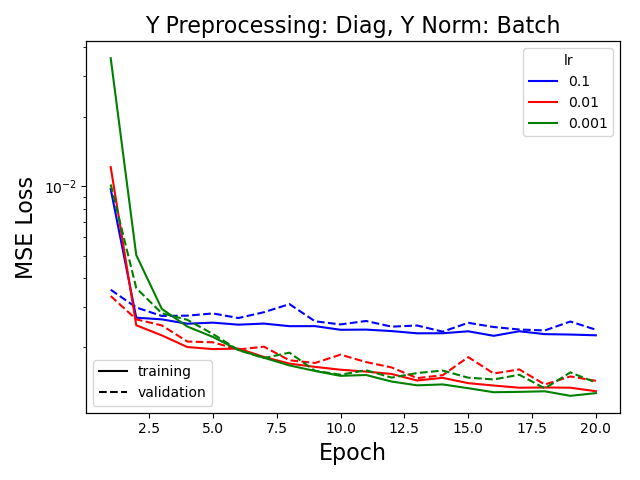 Y Preprocessing: Diag, Y Norm: Batch
lr
0.1
0.01
0.001
10⁻²
MSE Loss
training
validation
2.5 5.0 7.5 10.0 12.5 15.0 17.5 20.0
Epoch